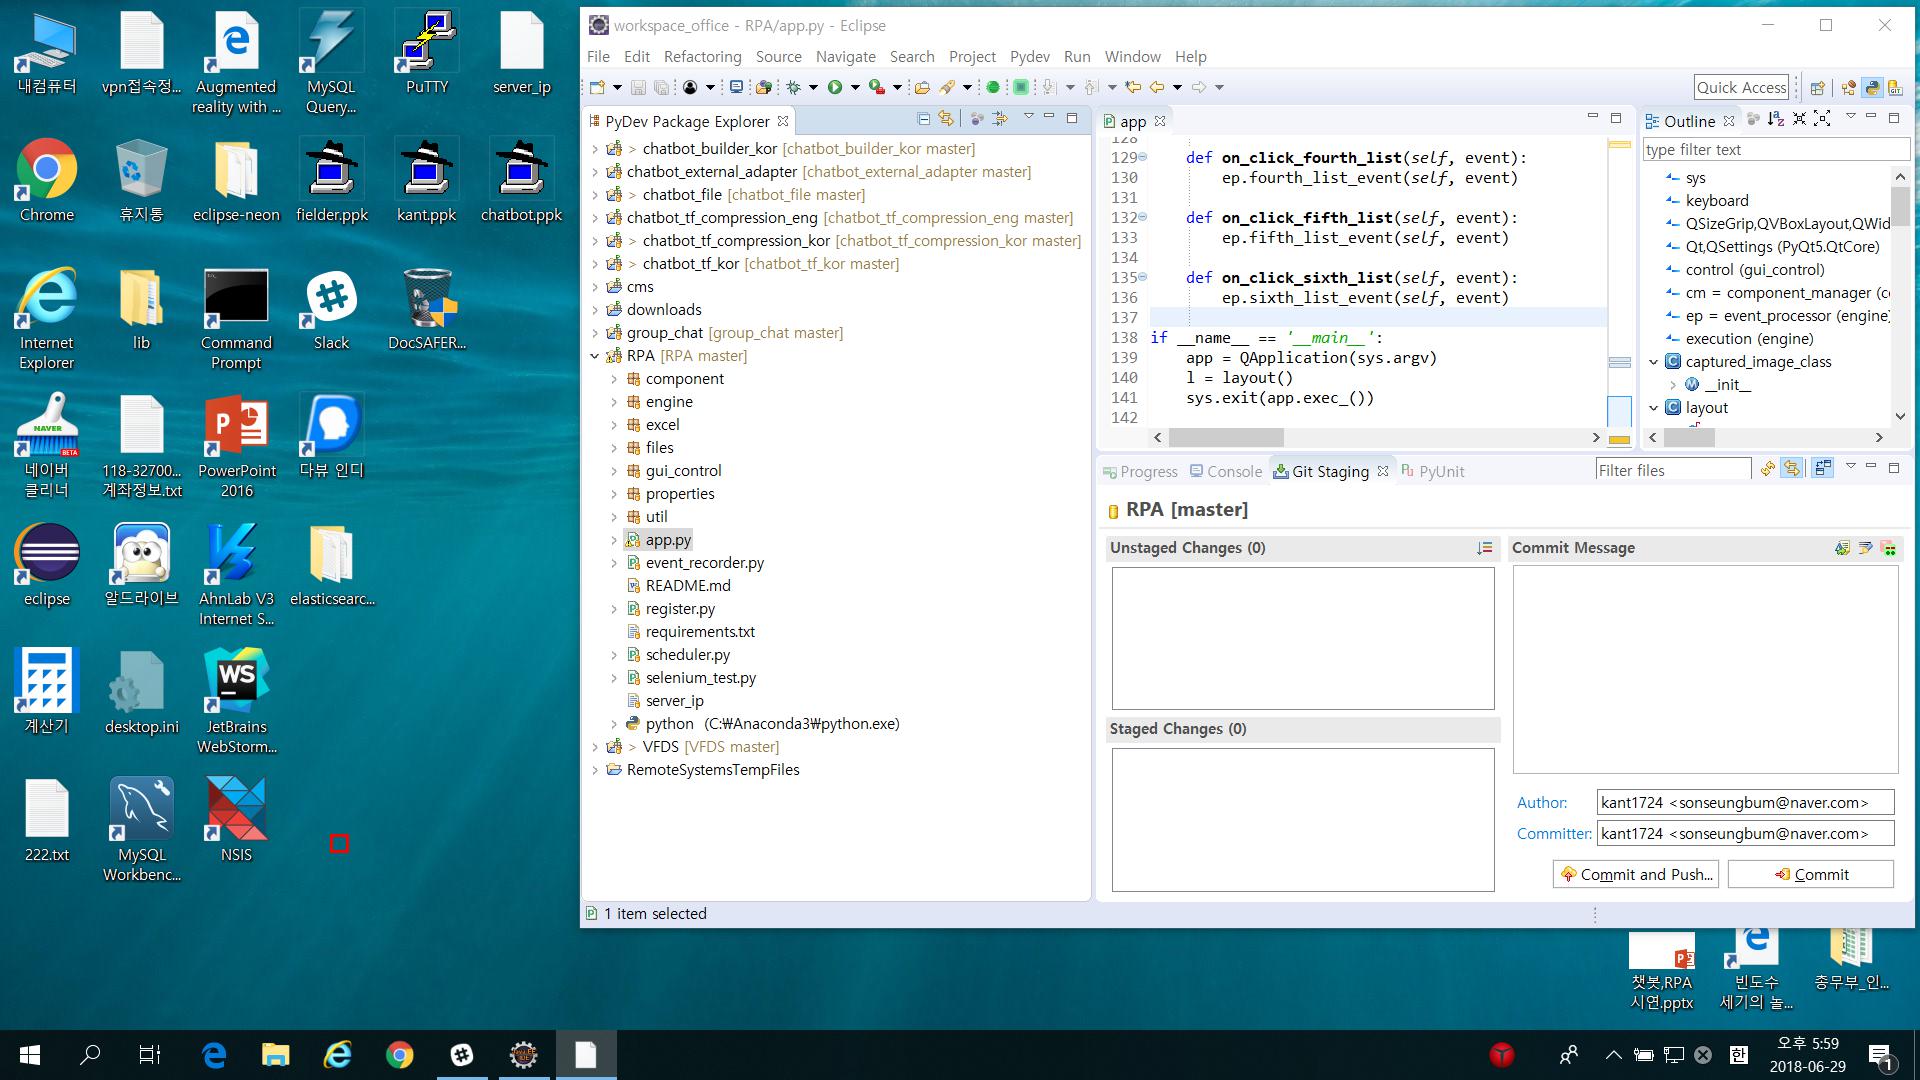 내컴퓨터
vpn접속정...
Augmented
reality with ...
MySQL
Query...
PuTTY
server_ip
Chrome
휴지통
eclipse-neon
fielder.ppk
kant.ppk
chatbot.ppk
Internet
Explorer
lib
Command
Prompt
Slack
DocSAFER...
NAVER
BETA
네이버
클리너
118-32700...
계좌정보.txt
PowerPoint
2016
다뷰 인디
eclipse
알드라이브
AhnLab V3
Internet S...
elasticsearc...
계산기
desktop.ini
WS
JetBrains
WebStorm...
222.txt
MySQL
Workbenc...
NSIS
workspace_office - RPA/app.py - Eclipse
File Edit Refactoring Source Navigate Search Project Pydev Run Window Help
Quick Access
PyDev Package Explorer
> chatbot_builder_kor [chatbot_builder_kor master]
chatbot_external_adapter [chatbot_external_adapter master]
> chatbot_file [chatbot_file master]
chatbot_tf_compression_eng [chatbot_tf_compression_eng master]
> chatbot_tf_compression_kor [chatbot_tf_compression_kor master]
> chatbot_tf_kor [chatbot_tf_kor master]
cms
downloads
group_chat [group_chat master]
RPA [RPA master]
component
engine
excel
files
gui_control
properties
util
app.py
event_recorder.py
README.md
register.py
requirements.txt
scheduler.py
selenium_test.py
server_ip
python (C:₩Anaconda3₩python.exe)
> VFDS [VFDS master]
RemoteSystemsTempFiles
1 item selected
app
128
129 def on_click_fourth_list(self, event):
130 ep.fourth_list_event(self, event)
131
132 def on_click_fifth_list(self, event):
133 ep.fifth_list_event(self, event)
134
135 def on_click_sixth_list(self, event):
136 ep.sixth_list_event(self, event)
137
138 if __name__ == '__main__':
139 app = QApplication(sys.argv)
140 l = layout()
141 sys.exit(app.exec_())
142
Outline
type filter text
sys
keyboard
QSizeGrip,QVBoxLayout,QWid
Qt,QSettings (PyQt5.QtCore)
control (gui_control)
cm = component_manager (c
ep = event_processor (engine
execution (engine)
captured_image_class
__init__
layout
Progress Console Git Staging PyUnit
Filter files
RPA [master]
Unstaged Changes (0)
Staged Changes (0)
Commit Message
Author: kant1724 <sonseungbum@naver.com>
Committer: kant1724 <sonseungbum@naver.com>
Commit and Push... Commit
챗봇,RPA
시연.pptx
빈도수
세기의 놀...
총무부_인...
한
오후 5:59
2018-06-29
1